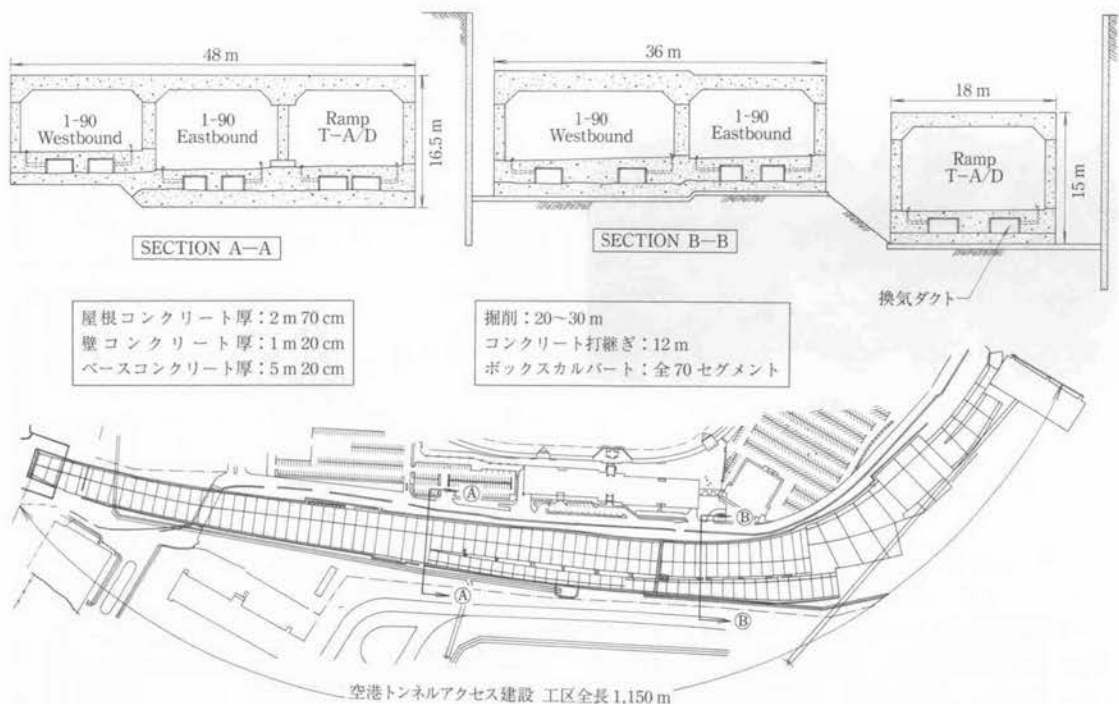 48 m
1-90
Westbound
1-90
Eastbound
Ramp
T-A/D
16.5 m
SECTION A-A
36 m
1-90
Westbound
1-90
Eastbound
SECTION B-B
18 m
Ramp
T-A/D
15 m
換気ダクト
屋根コンクリート厚：2 m 70 cm
壁コンクリート厚：1 m 20 cm
ベースコンクリート厚：5 m 20 cm
掘削：20～30 m
コンクリート打継ぎ：12 m
ボックスカルバート：全 70 セグメント
Ⓐ
Ⓑ
Ⓐ
Ⓑ
空港トンネルアクセス建設 工区全長 1,150 m